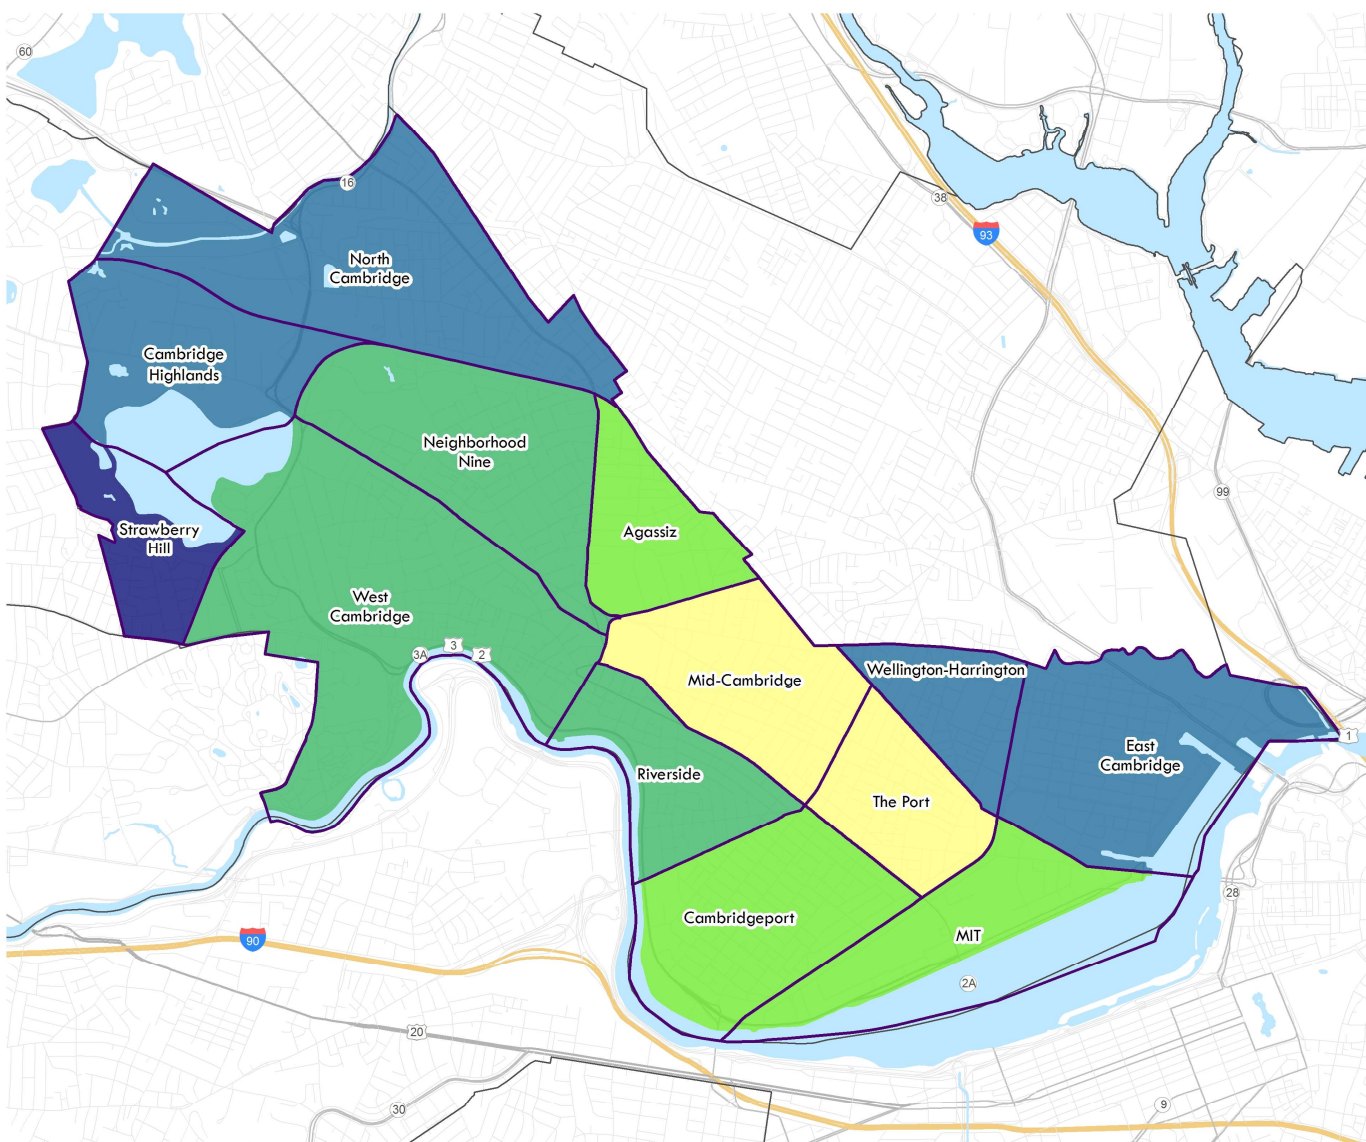 60
16
38
93
North
Cambridge
Cambridge
Highlands
Neighborhood
Nine
99
Strawberry
Hill
Agassiz
West
Cambridge
3A
3
2
Mid-Cambridge
Wellington-Harrington
1
East
Cambridge
Riverside
The Port
28
Cambridgeport
MIT
90
2A
20
30
9